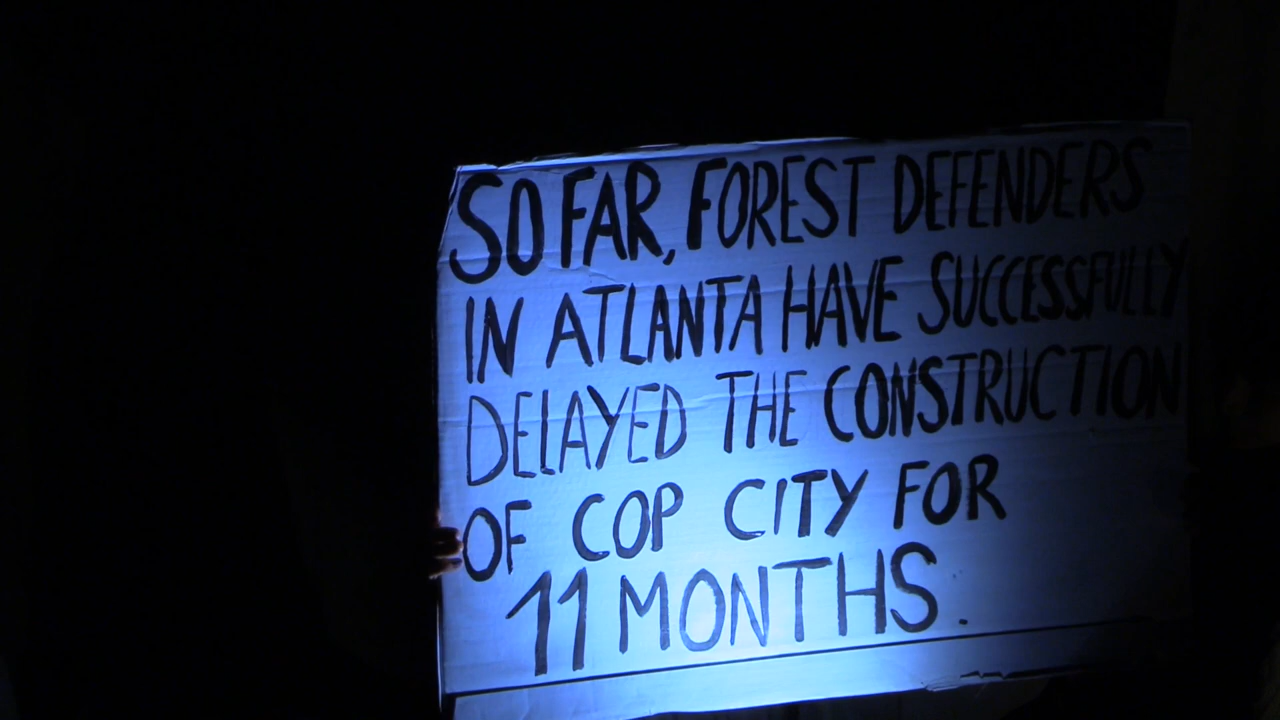 SO FAR, FOREST DEFENDERS
IN ATLANTA HAVE SUCCESSFULLY
DELAYED THE CONSTRUCTION
OF COP CITY FOR
11 MONTHS.